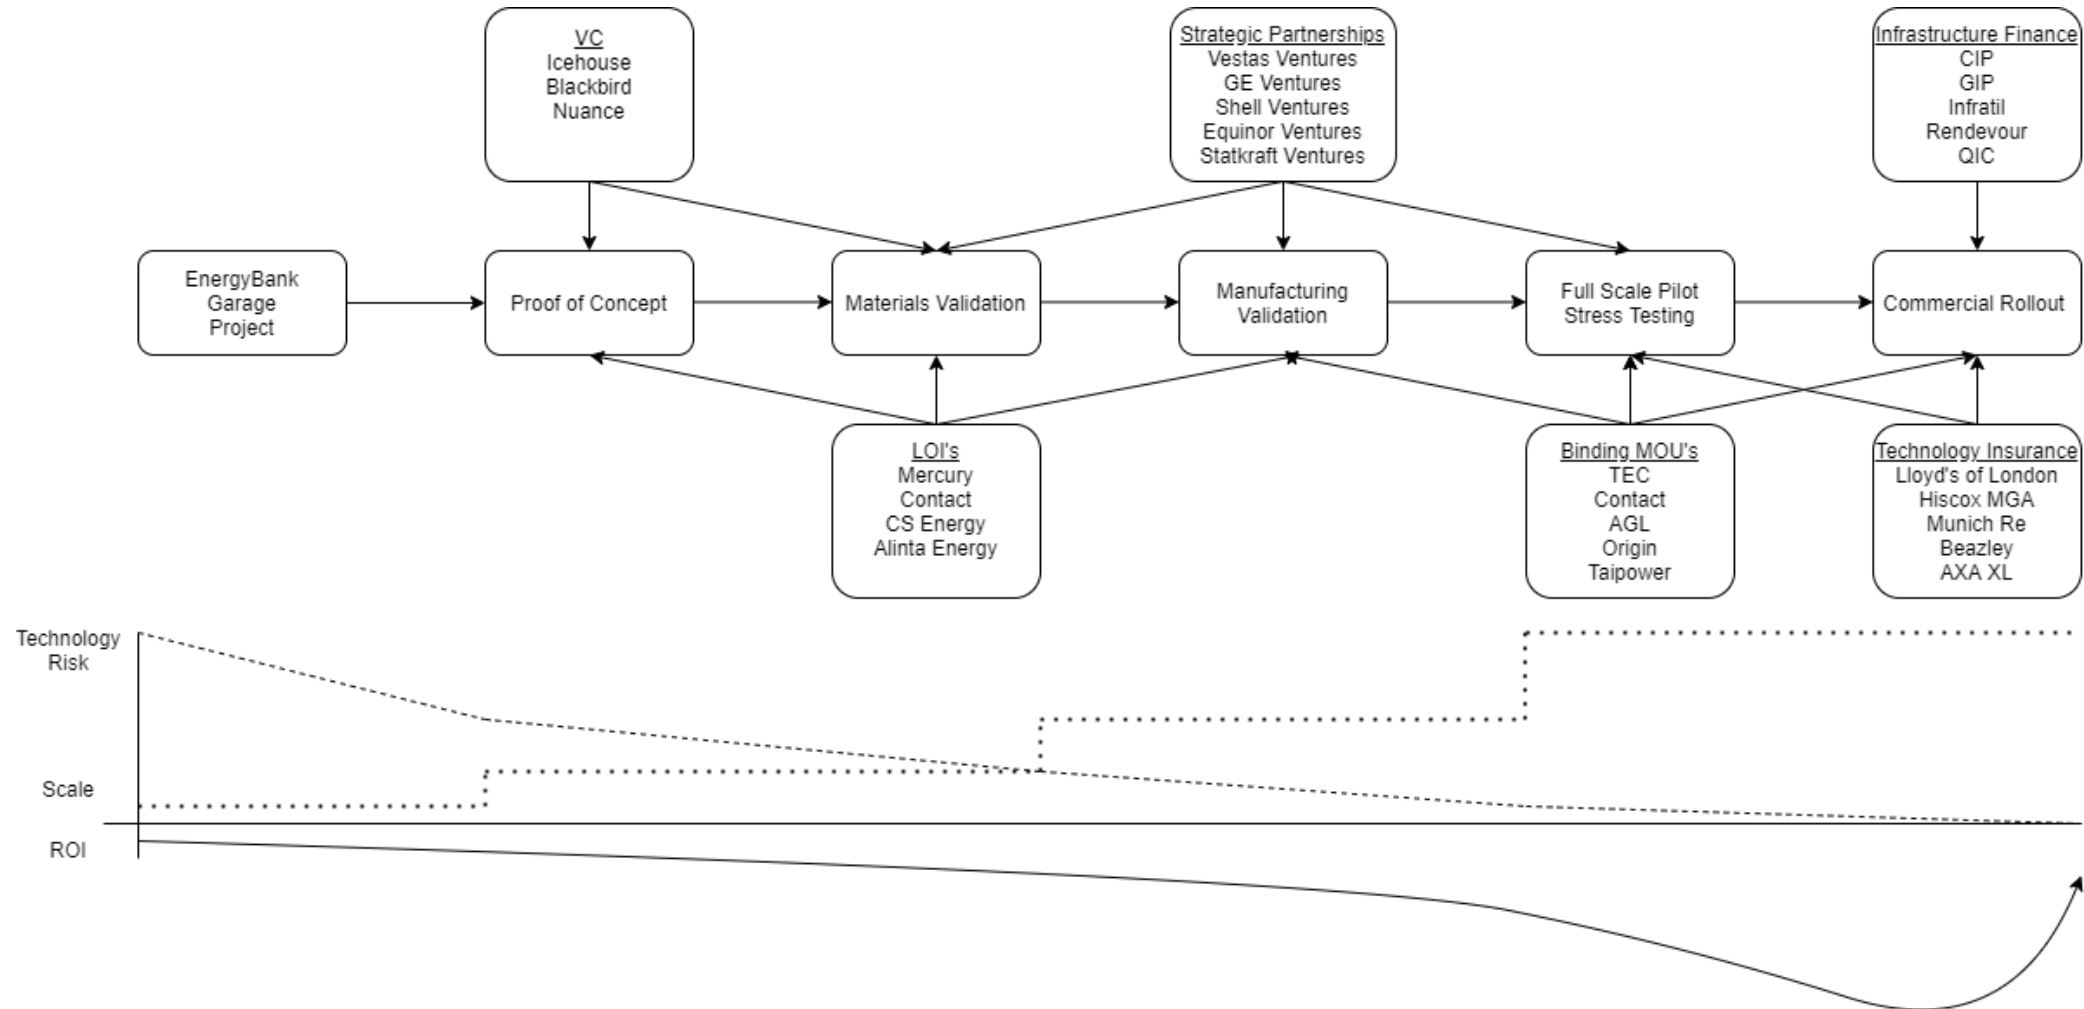 VC
Icehouse
Blackbird
Nuance
Strategic Partnerships
Vestas Ventures
GE Ventures
Shell Ventures
Equinor Ventures
Statkraft Ventures
Infrastructure Finance
CIP
GIP
Infratil
Rendevour
QIC
EnergyBank
Garage
Project
Proof of Concept
Materials Validation
Manufacturing
Validation
Full Scale Pilot
Stress Testing
Commercial Rollout
LOI's
Mercury
Contact
CS Energy
Alinta Energy
Binding MOU's
TEC
Contact
AGL
Origin
Taipower
Technology Insurance
Lloyd's of London
Hiscox MGA
Munich Re
Beazley
AXA XL
Technology
Risk
Scale
ROI